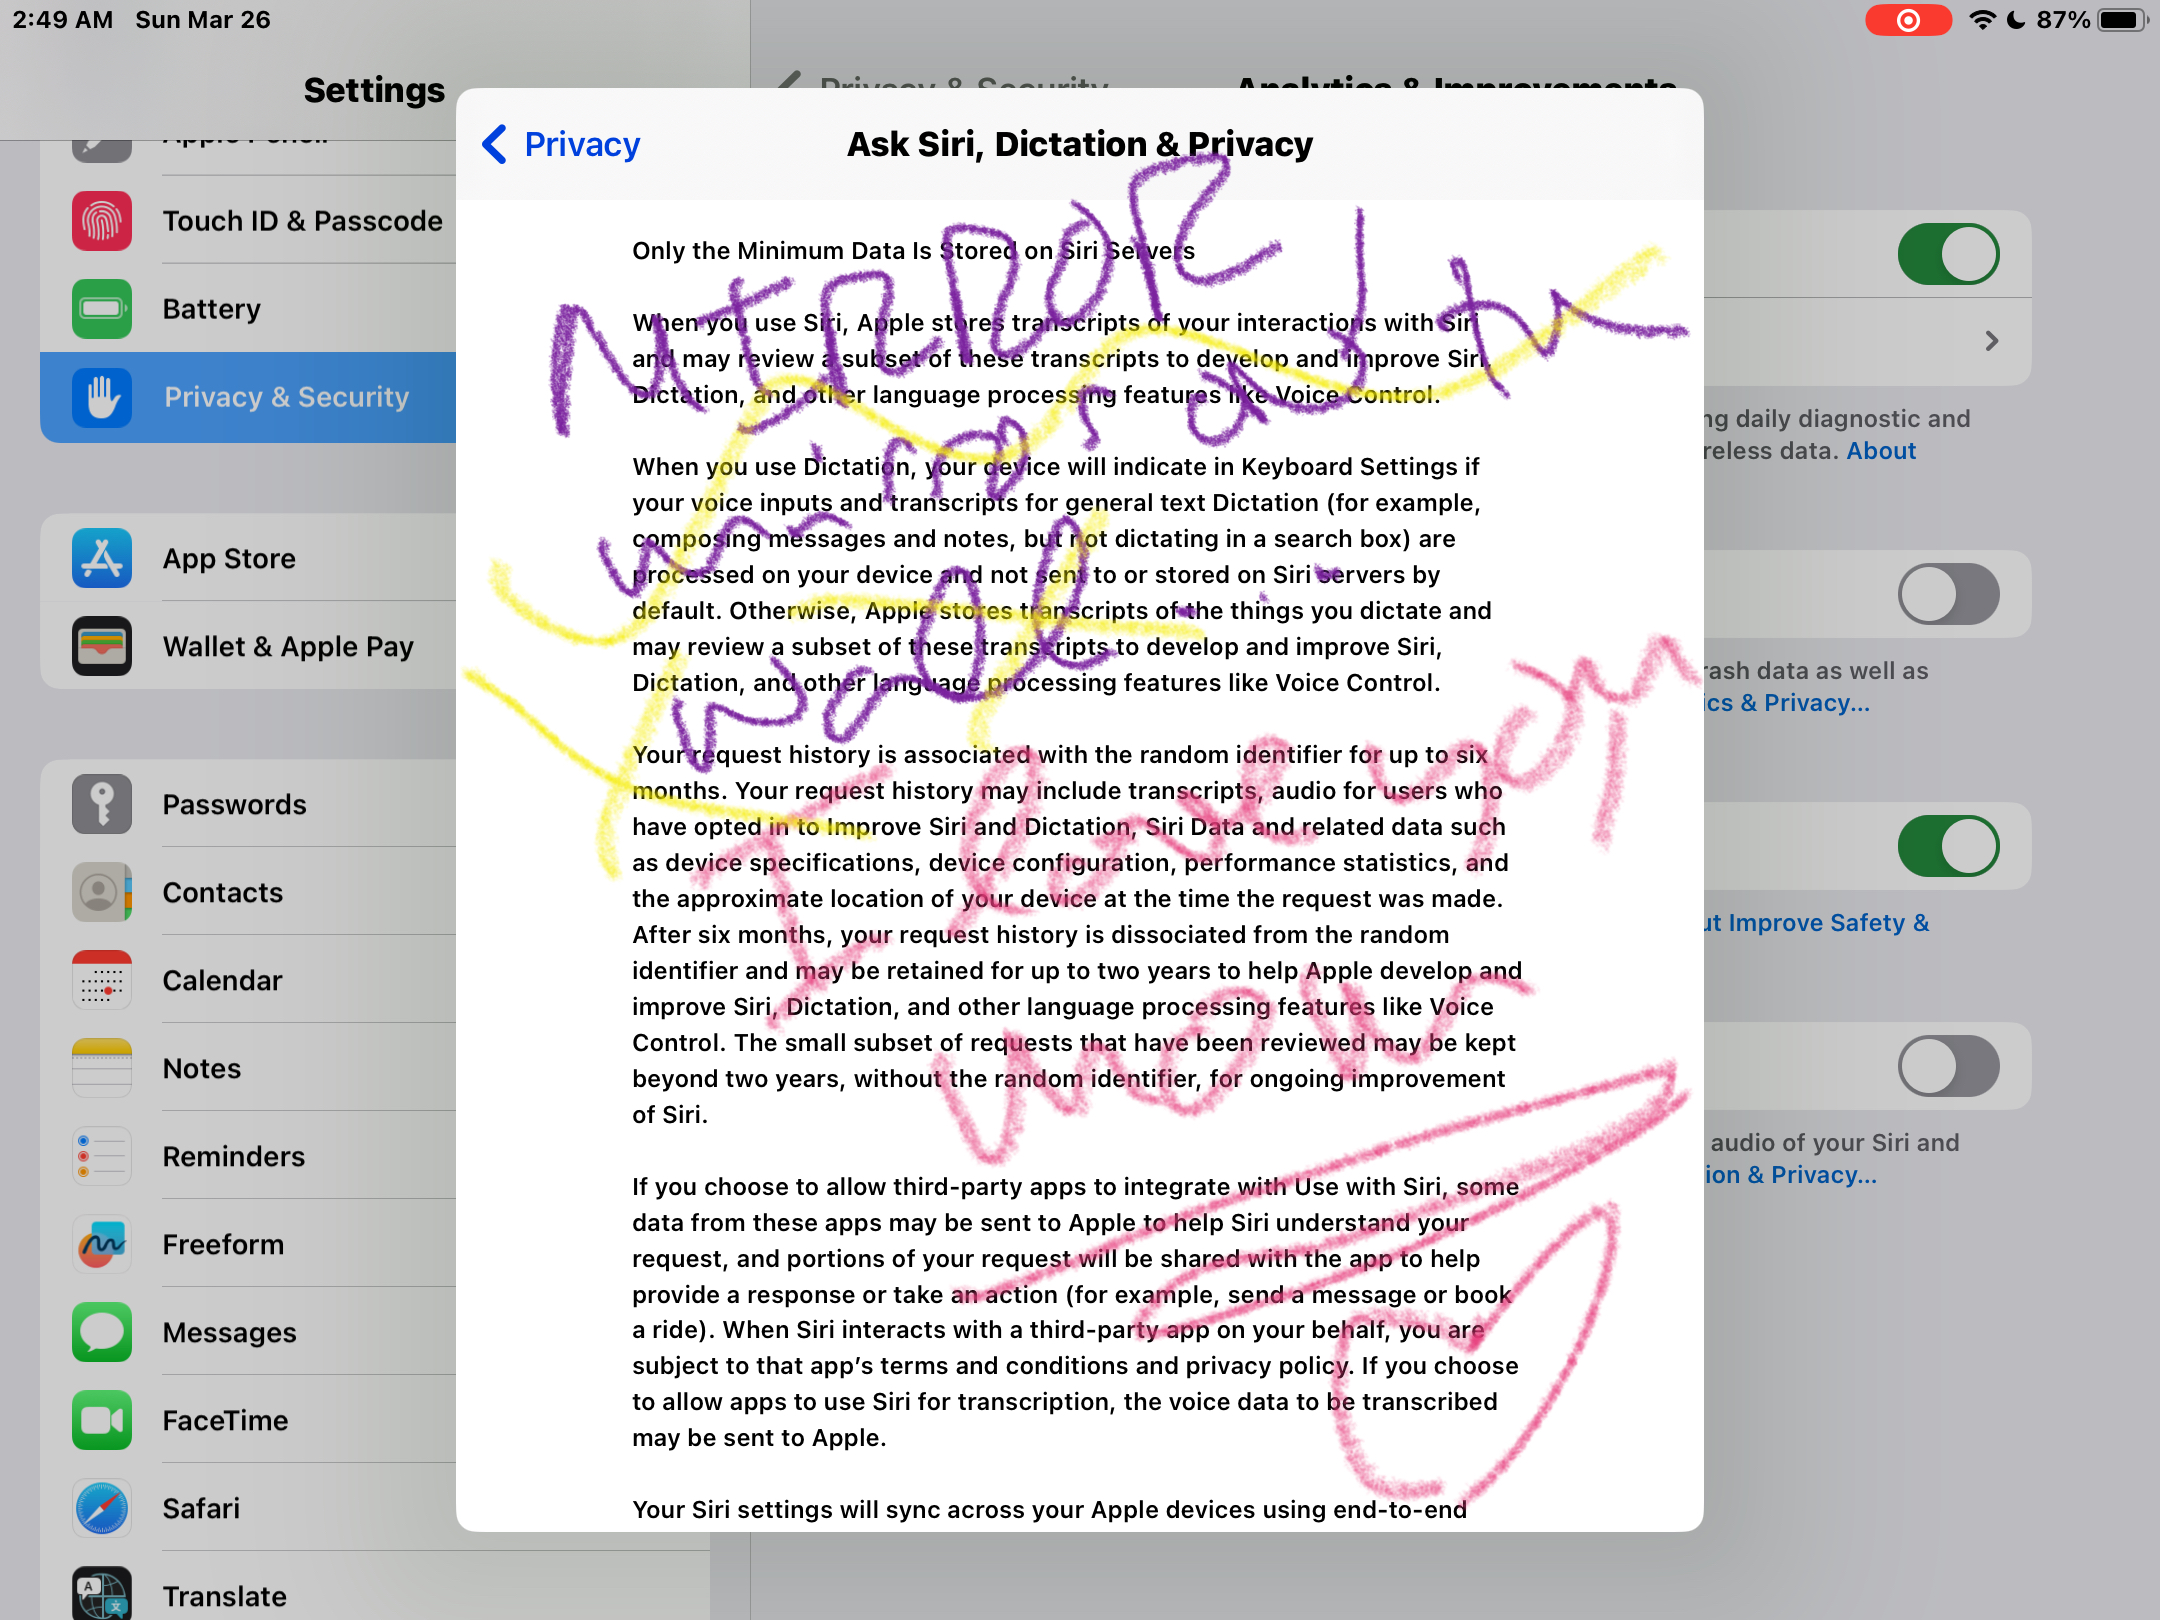 2:49 AM Sun Mar 26
87%
Settings
Touch ID & Passcode
Battery
Privacy & Security
App Store
Wallet & Apple Pay
Passwords
Contacts
Calendar
Notes
Reminders
Freeform
Messages
FaceTime
Safari
Translate
Privacy & Security
Analytics & Improvements
Privacy
Ask Siri, Dictation & Privacy
Only the Minimum Data Is Stored on Siri Servers
When you use Siri, Apple stores transcripts of your interactions with Siri
and may review a subset of these transcripts to develop and improve Siri,
Dictation, and other language processing features like Voice Control.
When you use Dictation, your device will indicate in Keyboard Settings if
your voice inputs and transcripts for general text Dictation (for example,
composing messages and notes, but not dictating in a search box) are
processed on your device and not sent to or stored on Siri servers by
default. Otherwise, Apple stores transcripts of the things you dictate and
may review a subset of these transcripts to develop and improve Siri,
Dictation, and other language processing features like Voice Control.
Your request history is associated with the random identifier for up to six
months. Your request history may include transcripts, audio for users who
have opted in to Improve Siri and Dictation, Siri Data and related data such
as device specifications, device configuration, performance statistics, and
the approximate location of your device at the time the request was made.
After six months, your request history is dissociated from the random
identifier and may be retained for up to two years to help Apple develop and
improve Siri, Dictation, and other language processing features like Voice
Control. The small subset of requests that have been reviewed may be kept
beyond two years, without the random identifier, for ongoing improvement
of Siri.
If you choose to allow third-party apps to integrate with Use with Siri, some
data from these apps may be sent to Apple to help Siri understand your
request, and portions of your request will be shared with the app to help
provide a response or take an action (for example, send a message or book
a ride). When Siri interacts with a third-party app on your behalf, you are
subject to that app's terms and conditions and privacy policy. If you choose
to allow apps to use Siri for transcription, the voice data to be transcribed
may be sent to Apple.
Your Siri settings will sync across your Apple devices using end-to-end
MIRROR
mirror
I love you
ng daily diagnostic and
reless data. About
rash data as well as
ics & Privacy...
ut Improve Safety &
audio of your Siri and
ion & Privacy...